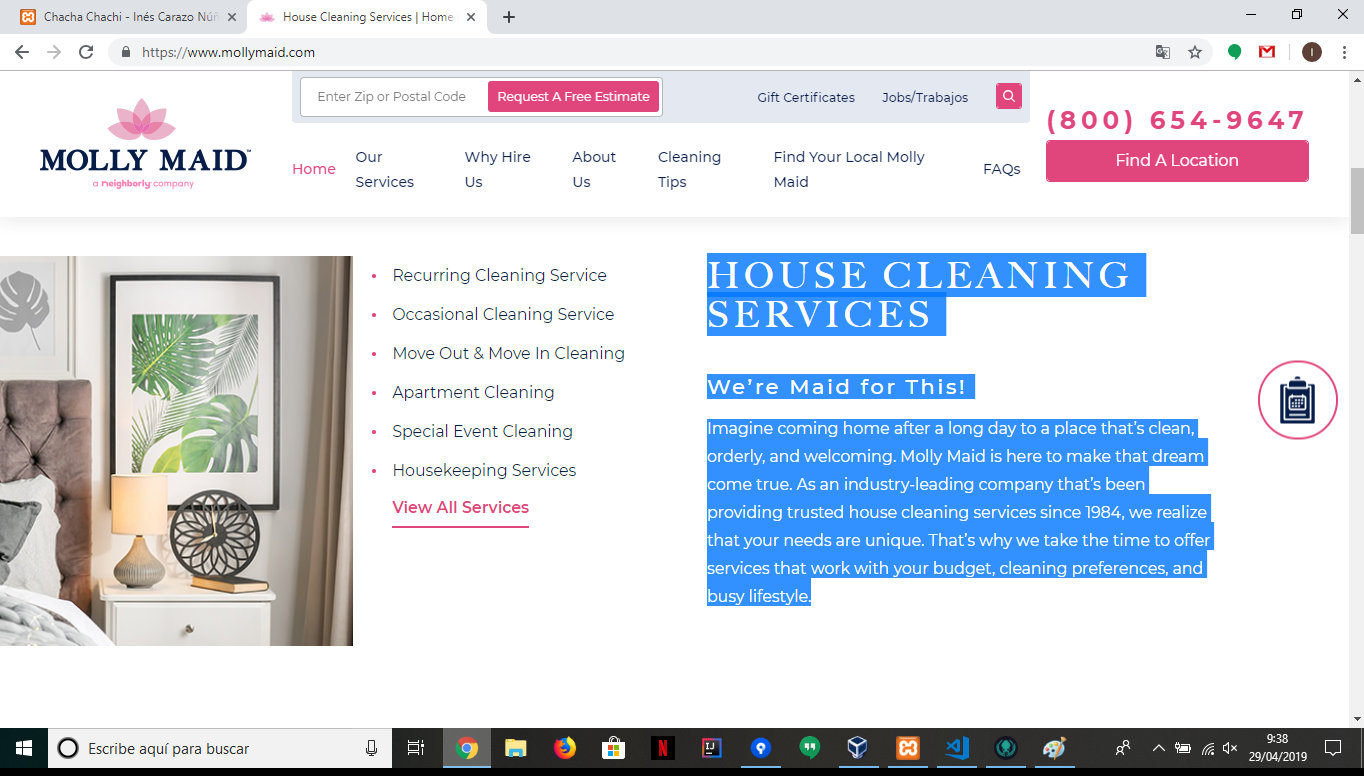 Chacha Chachi - Inés Carazo Núñ
House Cleaning Services | Home
https://www.mollymaid.com
I
Enter Zip or Postal Code
Request A Free Estimate
Gift Certificates
Jobs/Trabajos
(800) 654-9647
Find A Location
MOLLY MAID™
a neighborly company
Home
Our
Services
Why Hire
Us
About
Us
Cleaning
Tips
Find Your Local Molly
Maid
FAQs
Recurring Cleaning Service
Occasional Cleaning Service
Move Out & Move In Cleaning
Apartment Cleaning
Special Event Cleaning
Housekeeping Services
View All Services
HOUSE CLEANING
SERVICES
We’re Maid for This!
Imagine coming home after a long day to a place that’s clean,
orderly, and welcoming. Molly Maid is here to make that dream
come true. As an industry-leading company that’s been
providing trusted house cleaning services since 1984, we realize
that your needs are unique. That’s why we take the time to offer
services that work with your budget, cleaning preferences, and
busy lifestyle.
Escribe aquí para buscar
9:38
29/04/2019